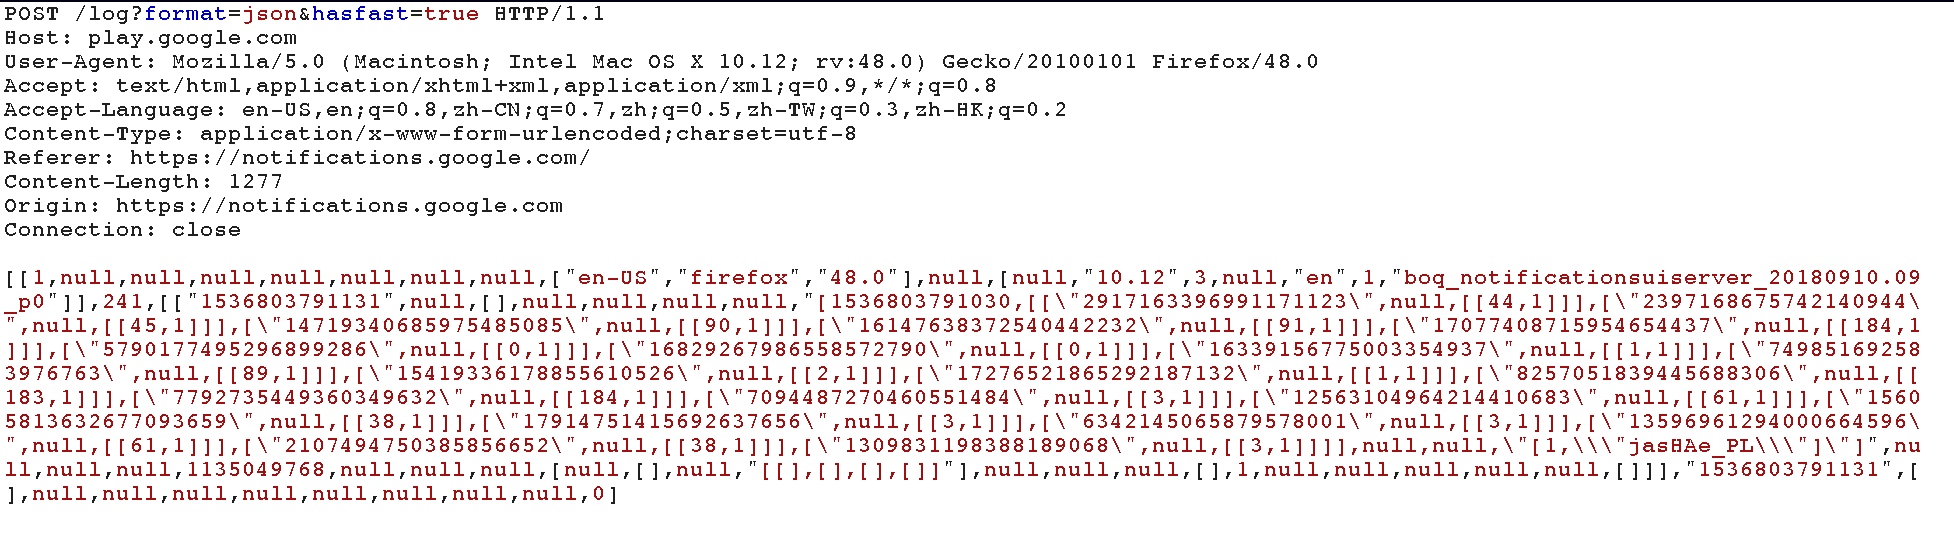 POST /log?format=json&hasfast=true HTTP/1.1
Host: play.google.com
User-Agent: Mozilla/5.0 (Macintosh; Intel Mac OS X 10.12; rv:48.0) Gecko/20100101 Firefox/48.0
Accept: text/html,application/xhtml+xml,application/xml;q=0.9,*/*;q=0.8
Accept-Language: en-US,en;q=0.8,zh-CN;q=0.7,zh;q=0.5,zh-TW;q=0.3,zh-HK;q=0.2
Content-Type: application/x-www-form-urlencoded;charset=utf-8
Referer: https://notifications.google.com/
Content-Length: 1277
Origin: https://notifications.google.com
Connection: close
[[1,null,null,null,null,null,null,null,["en-US","firefox","48.0"],null,[null,"10.12",3,null,"en",1,"boq_notificationsuiserver_20180910.09
_p0"]],241,[["1536803791131",null,[],null,null,null,null,"[1536803791030,[[\"2917163396991171123\",null,[[44,1]]],[\"2397168675742140944\
",null,[[45,1]]],[\"14719340685975485085\",null,[[90,1]]],[\"16147638372540442232\",null,[[91,1]]],[\"17077408715954654437\",null,[[184,1
]]],[\"5790177495296899286\",null,[[0,1]]],[\"16829267986558572790\",null,[[0,1]]],[\"16339156775003354937\",null,[[1,1]]],[\"74985169258
3976763\",null,[[89,1]]],[\"15419336178855610526\",null,[[2,1]]],[\"17276521865292187132\",null,[[1,1]]],[\"8257051839445688306\",null,[[
183,1]]],[\"7792735449360349632\",null,[[184,1]]],[\"7094487270460551484\",null,[[3,1]]],[\"12563104964214410683\",null,[[61,1]]],[\"1560
5813632677093659\",null,[[38,1]]],[\"17914751415692637656\",null,[[3,1]]],[\"6342145065879578001\",null,[[3,1]]],[\"13596961294000664596\
",null,[[61,1]]],[\"2107494750385856652\",null,[[38,1]]],[\"1309831198388189068\",null,[[3,1]]]],null,null,\"[1,\\\"jasHAe_PL\\\"]\"]",nu
ll,null,null,1135049768,null,null,null,[null,[],null,"[[],[],[],[]]"],null,null,null,[],1,null,null,null,null,null,[]]],"1536803791131",[
],null,null,null,null,null,null,null,null,0]